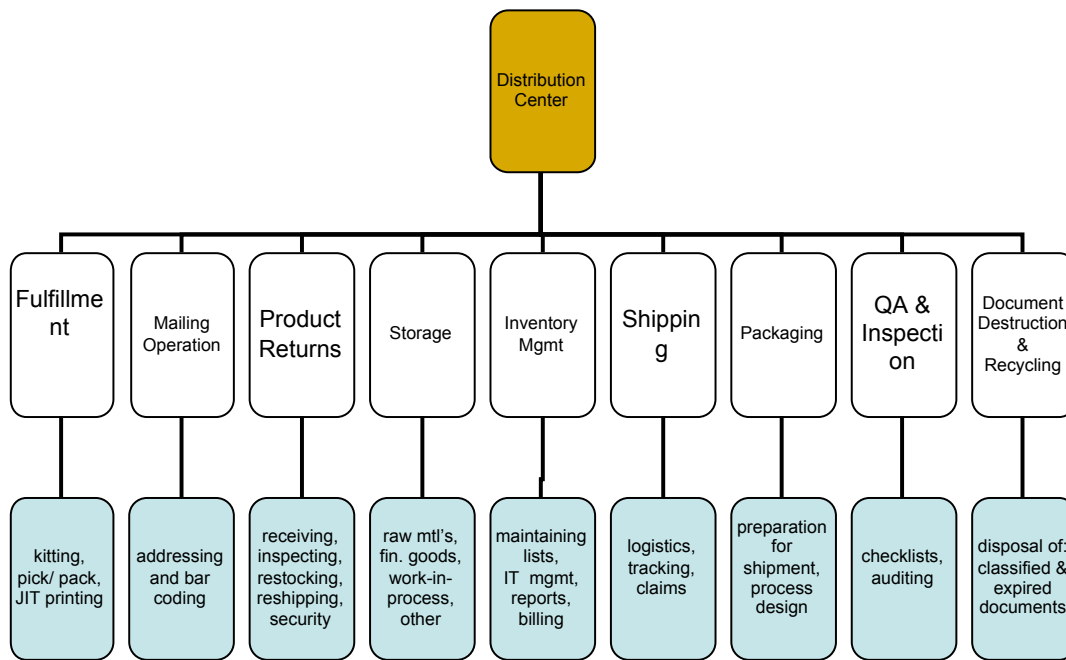 Distribution
Center
Fulfillme
nt
Mailing
Operation
Product
Returns
Storage
Inventory
Mgmt
Shippin
g
Packaging
QA &
Inspecti
on
Document
Destruction
&
Recycling
kitting,
pick/ pack,
JIT printing
addressing
and bar
coding
receiving,
inspecting,
restocking,
reshipping,
security
raw mtl's,
fin. goods,
work-in-
process,
other
maintaining
lists,
IT mgmt,
reports,
billing
logistics,
tracking,
claims
preparation
for
shipment,
process
design
checklists,
auditing
disposal of:
classified &
expired
documents